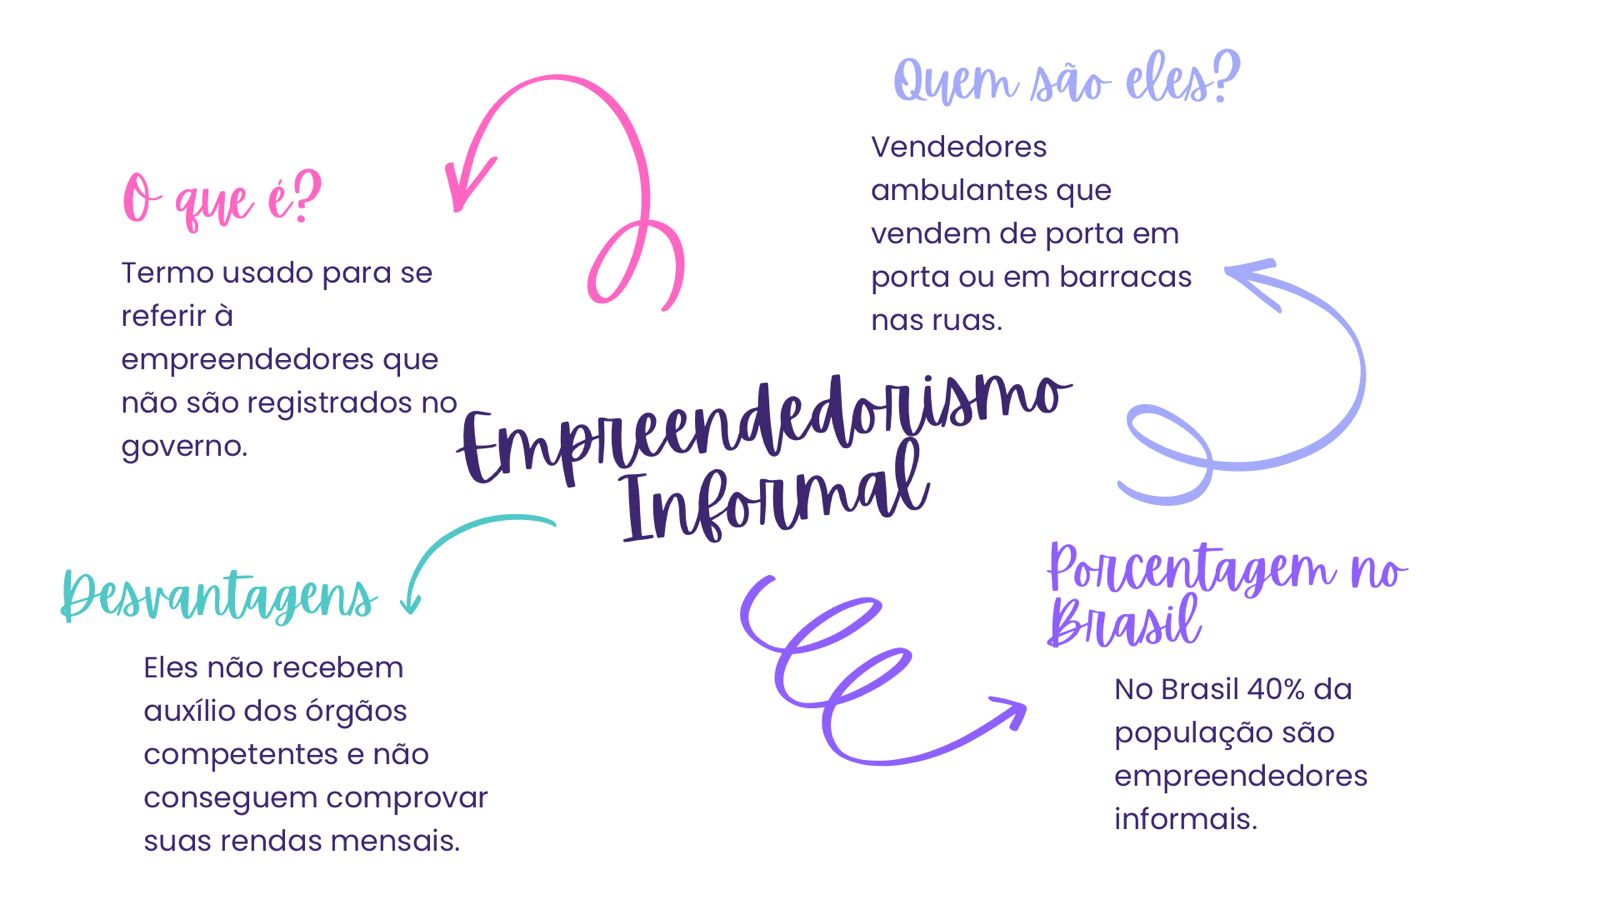 O que é?
Termo usado para se
referir à
empreendedores que
não são registrados no
governo.
Quem são eles?
Vendedores
ambulantes que
vendem de porta em
porta ou em barracas
nas ruas.
Empreendedorismo
Informal
Desvantagens
Eles não recebem
auxílio dos órgãos
competentes e não
conseguem comprovar
suas rendas mensais.
Porcentagem no
Brasil
No Brasil 40% da
população são
empreendedores
informais.